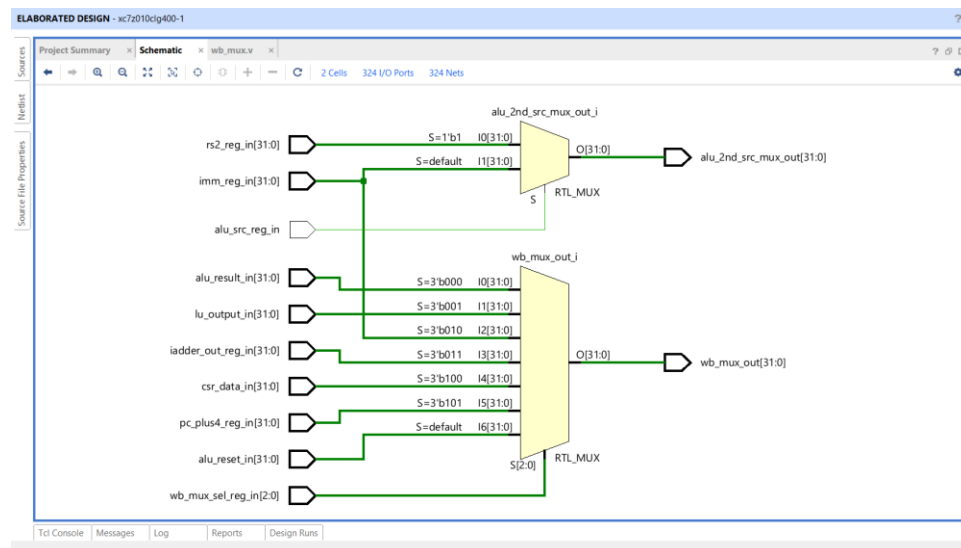 ELABORATED DESIGN - xc7z010clg400-1 ?
Sources
Netlist
Source File Properties
Project Summary × Schematic × wb_mux.v ×
2 Cells 324 I/O Ports 324 Nets
alu_2nd_src_mux_out_i
rs2_reg_in[31:0] S=1'b1 I0[31:0]
O[31:0] alu_2nd_src_mux_out[31:0]
imm_reg_in[31:0] S=default I1[31:0]
S RTL_MUX
alu_src_reg_in
wb_mux_out_i
alu_result_in[31:0] S=3'b000 I0[31:0]
lu_output_in[31:0] S=3'b001 I1[31:0]
S=3'b010 I2[31:0]
iadder_out_reg_in[31:0] S=3'b011 I3[31:0]
O[31:0] wb_mux_out[31:0]
csr_data_in[31:0] S=3'b100 I4[31:0]
pc_plus4_reg_in[31:0] S=3'b101 I5[31:0]
alu_reset_in[31:0] S=default I6[31:0]
S[2:0] RTL_MUX
wb_mux_sel_reg_in[2:0]
Tcl Console Messages Log Reports Design Runs